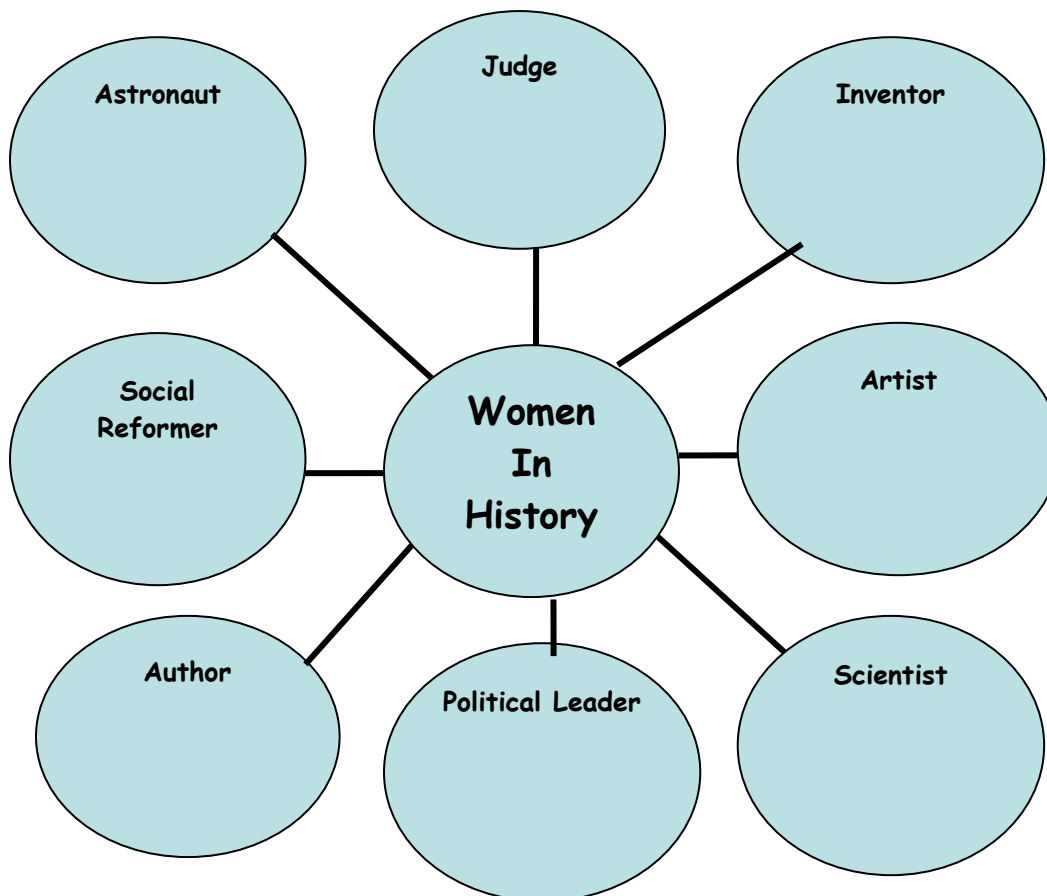 Astronaut
Judge
Inventor
Social
Reformer
Women
In
History
Artist
Author
Political Leader
Scientist